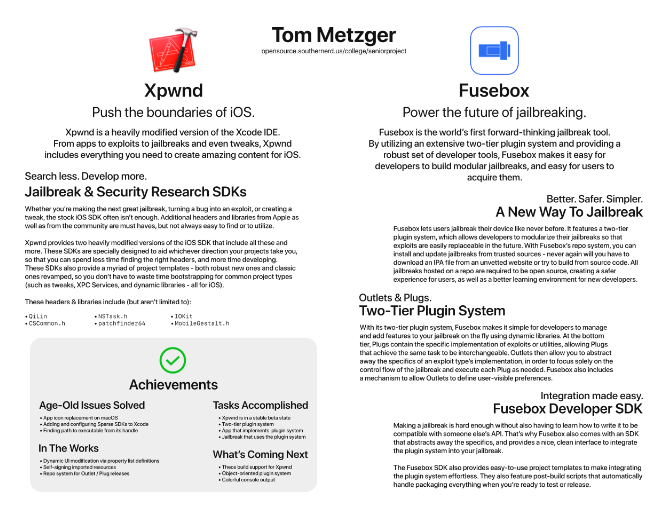 Tom Metzger
opensource.southernerd.us/college/seniorproject
Xpwnd
Push the boundaries of iOS.
Xpwnd is a heavily modified version of the Xcode IDE.
From apps to exploits to jailbreaks and even tweaks, Xpwnd
includes everything you need to create amazing content for iOS.
Search less. Develop more.
Jailbreak & Security Research SDKs
Whether you're making the next great jailbreak, turning a bug into an exploit, or creating a
tweak, the stock iOS SDK often isn't enough. Additional headers and libraries from Apple as
well as from the community are must haves, but not always easy to find or to utilize.
Xpwnd provides two heavily modified versions of the iOS SDK that include all these and
more. These SDKs are specially designed to aid whichever direction your projects take you,
so that you can spend less time finding the right headers, and more time developing.
These SDKs also provide a myriad of project templates - both robust new ones and classic
ones revamped, so you don't have to waste time bootstrapping for common project types
(such as tweaks, XPC Services, and dynamic libraries - all for iOS).
These headers & libraries include (but aren't limited to):
• QiLin
• CSCommon.h
• NSTask.h
• patchfinder64
• IOKit
• MobileGestalt.h
Achievements
Age-Old Issues Solved
• App icon replacement on macOS
• Adding and configuring Sparse SDKs to Xcode
• Finding path to executable from its handle
In The Works
• Dynamic UI modification via property list definitions
• Self-signing imported resources
• Repo system for Outlet / Plug releases
Tasks Accomplished
• Xpwnd is in a stable beta state
• Two-tier plugin system
• App that implements plugin system
• Jailbreak that uses the plugin system
What's Coming Next
• Theos build support for Xpwnd
• Object-oriented plugin system
• Colorful console output
Fusebox
Power the future of jailbreaking.
Fusebox is the world's first forward-thinking jailbreak tool.
By utilizing an extensive two-tier plugin system and providing a
robust set of developer tools, Fusebox makes it easy for
developers to build modular jailbreaks, and easy for users to
acquire them.
Better. Safer. Simpler.
A New Way To Jailbreak
Fusebox lets users jailbreak their device like never before. It features a two-tier
plugin system, which allows developers to modularize their jailbreaks so that
exploits are easily replaceable in the future. With Fusebox's repo system, you can
install and update jailbreaks from trusted sources - never again will you have to
download an IPA file from an unvetted website or try to build from source code. All
jailbreaks hosted on a repo are required to be open source, creating a safer
experience for users, as well as a better learning environment for new developers.
Outlets & Plugs.
Two-Tier Plugin System
With its two-tier plugin system, Fusebox makes it simple for developers to manage
and add features to your jailbreak on the fly using dynamic libraries. At the bottom
tier, Plugs contain the specific implementation of exploits or utilities, allowing Plugs
that achieve the same task to be interchangeable. Outlets then allow you to abstract
away the specifics of an exploit type's implementation, in order to focus solely on the
control flow of the jailbreak and execute each Plug as needed. Fusebox also includes
a mechanism to allow Outlets to define user-visible preferences.
Integration made easy.
Fusebox Developer SDK
Making a jailbreak is hard enough without also having to learn how to write it to be
compatible with someone else's API. That's why Fusebox also comes with an SDK
that abstracts away the specifics, and provides a nice, clean interface to integrate
the plugin system into your jailbreak.
The Fusebox SDK also provides easy-to-use project templates to make integrating
the plugin system effortless. They also feature post-build scripts that automatically
handle packaging everything when you're ready to test or release.